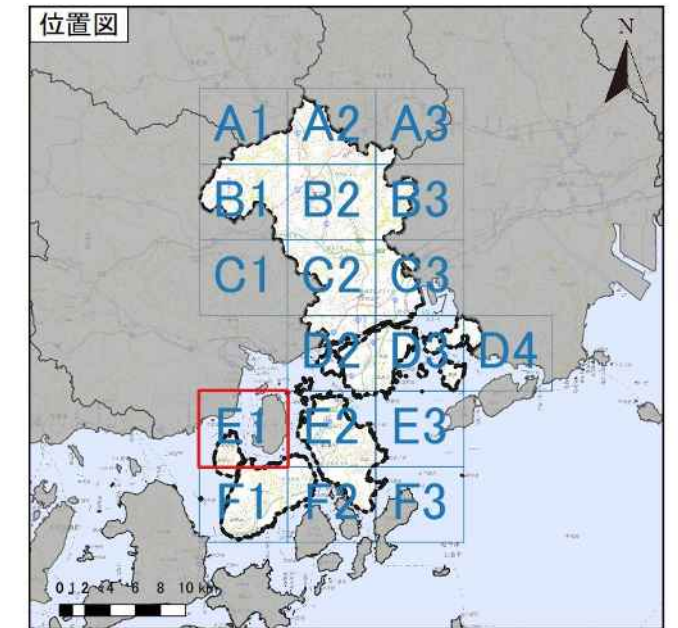 位置図
N
A1 A2 A3
B1 B2 B3
C1 C2 C3
D2 D3 D4
E1 E2 E3
F1 F2 F3
0 1 2 4 6 8 10 km